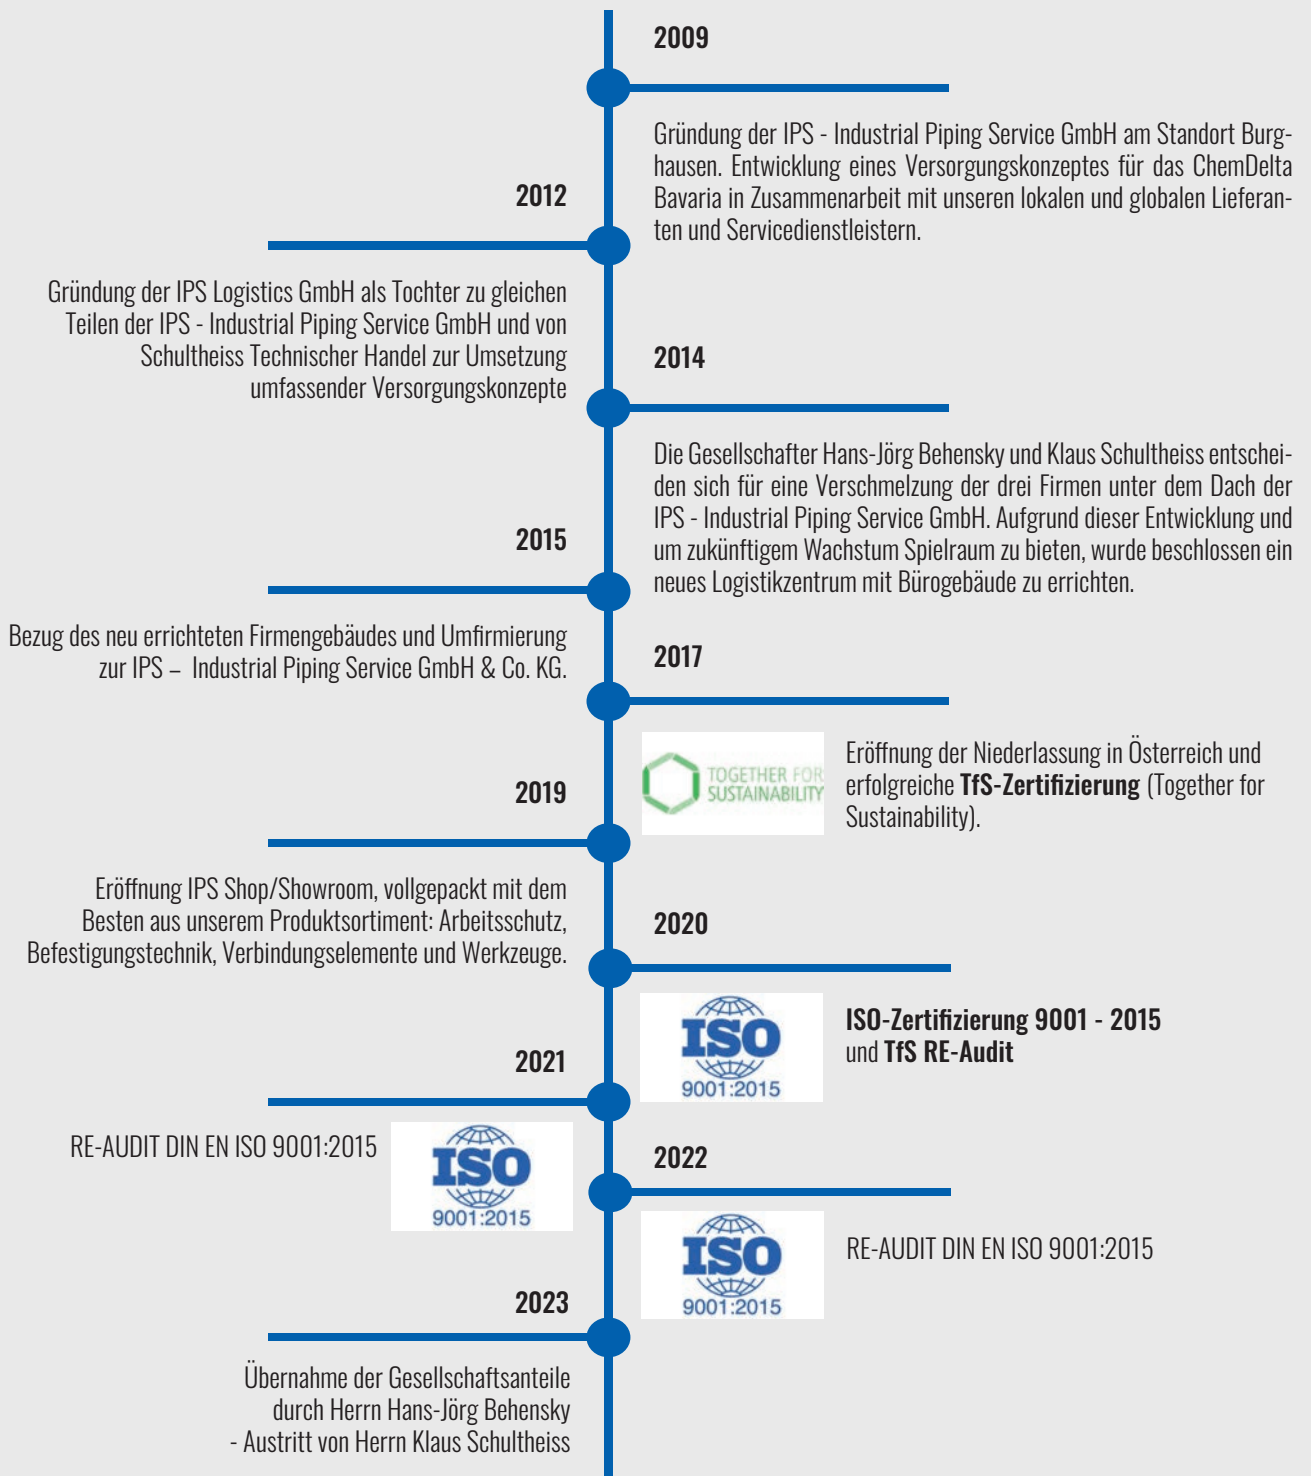 2009
Gründung der IPS - Industrial Piping Service GmbH am Standort Burg-
hausen. Entwicklung eines Versorgungskonzeptes für das ChemDelta
Bavaria in Zusammenarbeit mit unseren lokalen und globalen Lieferan-
ten und Servicedienstleistern.
2012
Gründung der IPS Logistics GmbH als Tochter zu gleichen
Teilen der IPS - Industrial Piping Service GmbH und von
Schultheiss Technischer Handel zur Umsetzung
umfassender Versorgungskonzepte
2014
Die Gesellschafter Hans-Jörg Behensky und Klaus Schultheiss entschei-
den sich für eine Verschmelzung der drei Firmen unter dem Dach der
IPS - Industrial Piping Service GmbH. Aufgrund dieser Entwicklung und
um zukünftigem Wachstum Spielraum zu bieten, wurde beschlossen ein
neues Logistikzentrum mit Bürogebäude zu errichten.
2015
Bezug des neu errichteten Firmengebäudes und Umfirmierung
zur IPS – Industrial Piping Service GmbH & Co. KG.
2017
TOGETHER FOR
SUSTAINABILITY
Eröffnung der Niederlassung in Österreich und
erfolgreiche TfS-Zertifizierung (Together for
Sustainability).
2019
Eröffnung IPS Shop/Showroom, vollgepackt mit dem
Besten aus unserem Produktsortiment: Arbeitsschutz,
Befestigungstechnik, Verbindungselemente und Werkzeuge.
2020
ISO
9001:2015
ISO-Zertifizierung 9001 - 2015
und TfS RE-Audit
2021
RE-AUDIT DIN EN ISO 9001:2015
ISO
9001:2015
2022
ISO
9001:2015
RE-AUDIT DIN EN ISO 9001:2015
2023
Übernahme der Gesellschaftsanteile
durch Herrn Hans-Jörg Behensky
- Austritt von Herrn Klaus Schultheiss